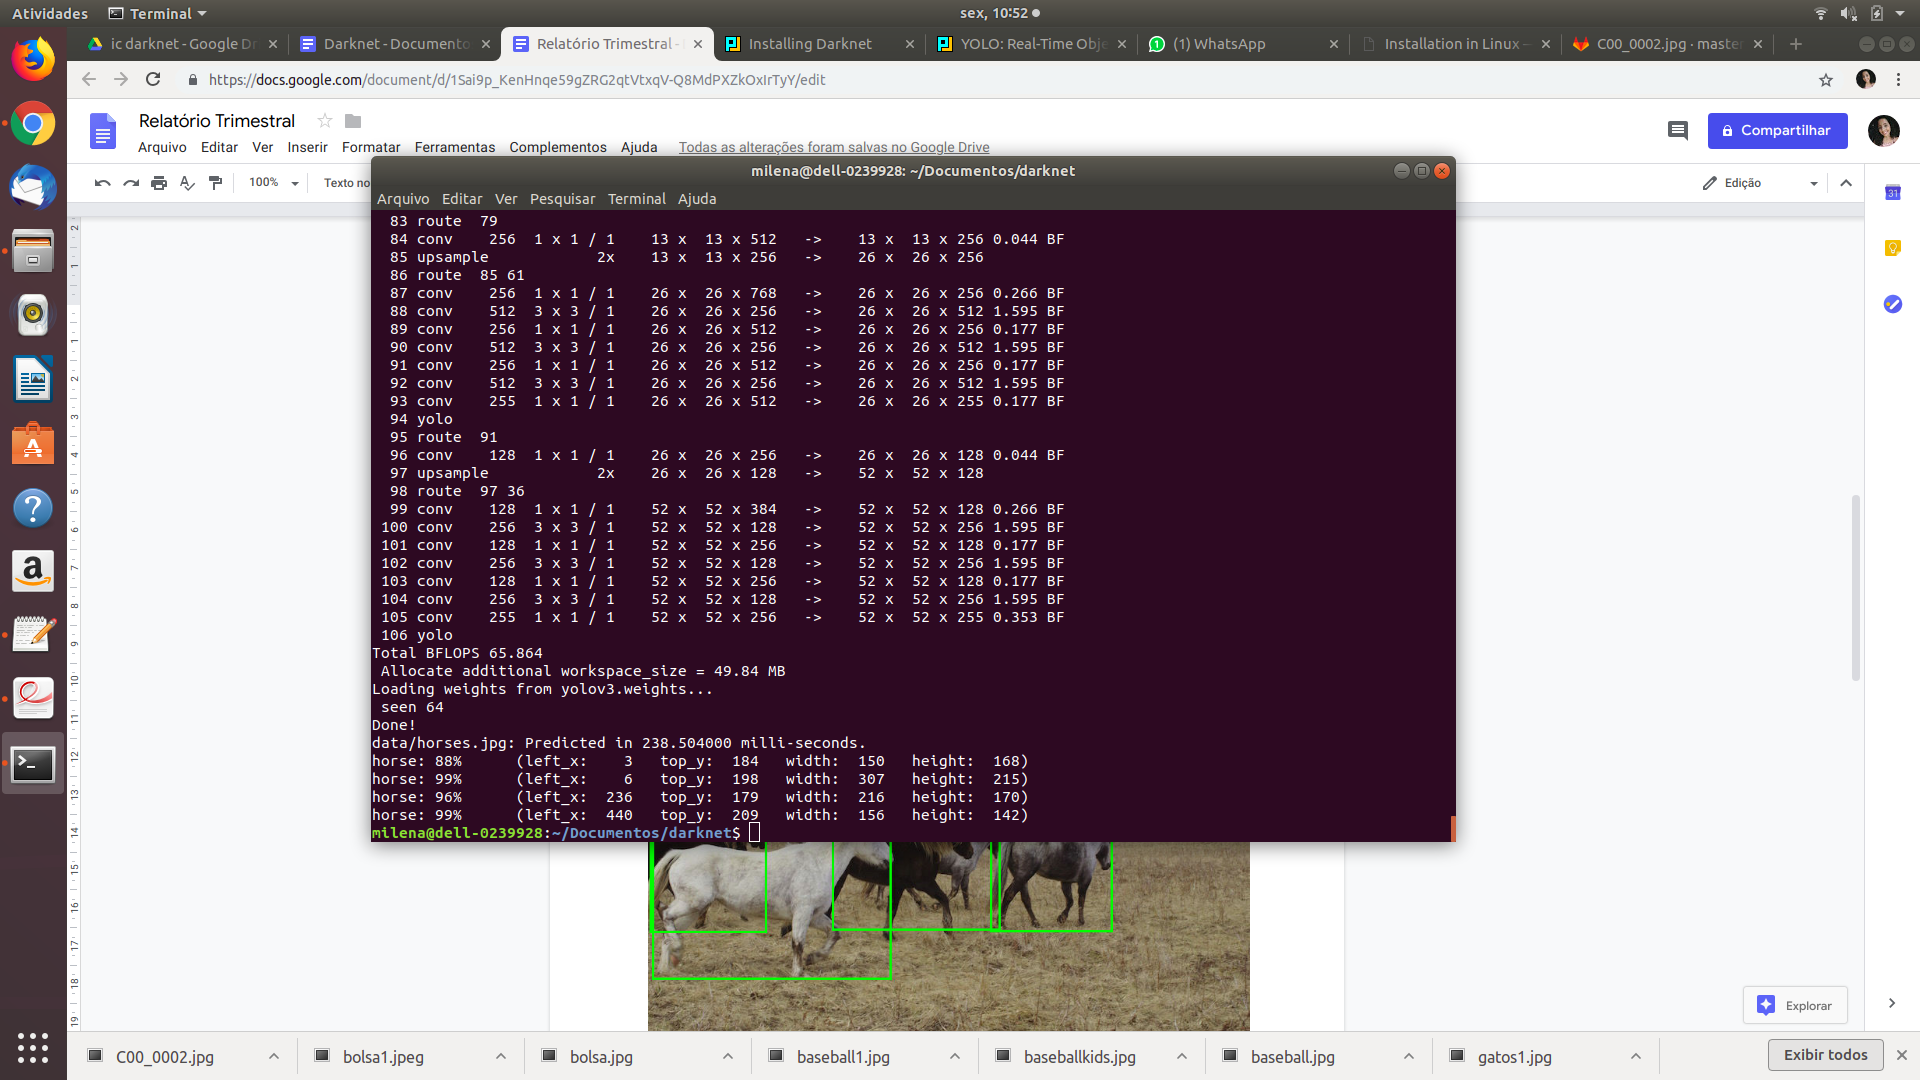 Atividades
Terminal
sex, 10:52
ic darknet - Google Dr
Darknet - Documento
Relatório Trimestral -
Installing Darknet
YOLO: Real-Time Obje
(1) WhatsApp
Installation in Linux —
C00_0002.jpg · master
https://docs.google.com/document/d/1Sai9p_KenHnqe59gZRG2qtVtxqV-Q8MdPXZkOxIrTyY/edit
Relatório Trimestral
Compartilhar
Arquivo Editar Ver Inserir Formatar Ferramentas Complementos Ajuda Todas as alterações foram salvas no Google Drive
100%
Texto no
Edição
milena@dell-0239928: ~/Documentos/darknet
Arquivo Editar Ver Pesquisar Terminal Ajuda
83 route 79
84 conv 256 1 x 1 / 1 13 x 13 x 512 -> 13 x 13 x 256 0.044 BF
85 upsample 2x 13 x 13 x 256 -> 26 x 26 x 256
86 route 85 61
87 conv 256 1 x 1 / 1 26 x 26 x 768 -> 26 x 26 x 256 0.266 BF
88 conv 512 3 x 3 / 1 26 x 26 x 256 -> 26 x 26 x 512 1.595 BF
89 conv 256 1 x 1 / 1 26 x 26 x 512 -> 26 x 26 x 256 0.177 BF
90 conv 512 3 x 3 / 1 26 x 26 x 256 -> 26 x 26 x 512 1.595 BF
91 conv 256 1 x 1 / 1 26 x 26 x 512 -> 26 x 26 x 256 0.177 BF
92 conv 512 3 x 3 / 1 26 x 26 x 256 -> 26 x 26 x 512 1.595 BF
93 conv 255 1 x 1 / 1 26 x 26 x 512 -> 26 x 26 x 255 0.177 BF
94 yolo
95 route 91
96 conv 128 1 x 1 / 1 26 x 26 x 256 -> 26 x 26 x 128 0.044 BF
97 upsample 2x 26 x 26 x 128 -> 52 x 52 x 128
98 route 97 36
99 conv 128 1 x 1 / 1 52 x 52 x 384 -> 52 x 52 x 128 0.266 BF
100 conv 256 3 x 3 / 1 52 x 52 x 128 -> 52 x 52 x 256 1.595 BF
101 conv 128 1 x 1 / 1 52 x 52 x 256 -> 52 x 52 x 128 0.177 BF
102 conv 256 3 x 3 / 1 52 x 52 x 128 -> 52 x 52 x 256 1.595 BF
103 conv 128 1 x 1 / 1 52 x 52 x 256 -> 52 x 52 x 128 0.177 BF
104 conv 256 3 x 3 / 1 52 x 52 x 128 -> 52 x 52 x 256 1.595 BF
105 conv 255 1 x 1 / 1 52 x 52 x 256 -> 52 x 52 x 255 0.353 BF
106 yolo
Total BFLOPS 65.864
Allocate additional workspace_size = 49.84 MB
Loading weights from yolov3.weights...
seen 64
Done!
data/horses.jpg: Predicted in 238.504000 milli-seconds.
horse: 88% (left_x: 3 top_y: 184 width: 150 height: 168)
horse: 99% (left_x: 6 top_y: 198 width: 307 height: 215)
horse: 96% (left_x: 236 top_y: 179 width: 216 height: 170)
horse: 99% (left_x: 440 top_y: 209 width: 156 height: 142)
milena@dell-0239928:~/Documentos/darknet$
Explorar
C00_0002.jpg
bolsa1.jpeg
bolsa.jpg
baseball1.jpg
baseballkids.jpg
baseball.jpg
gatos1.jpg
Exibir todos